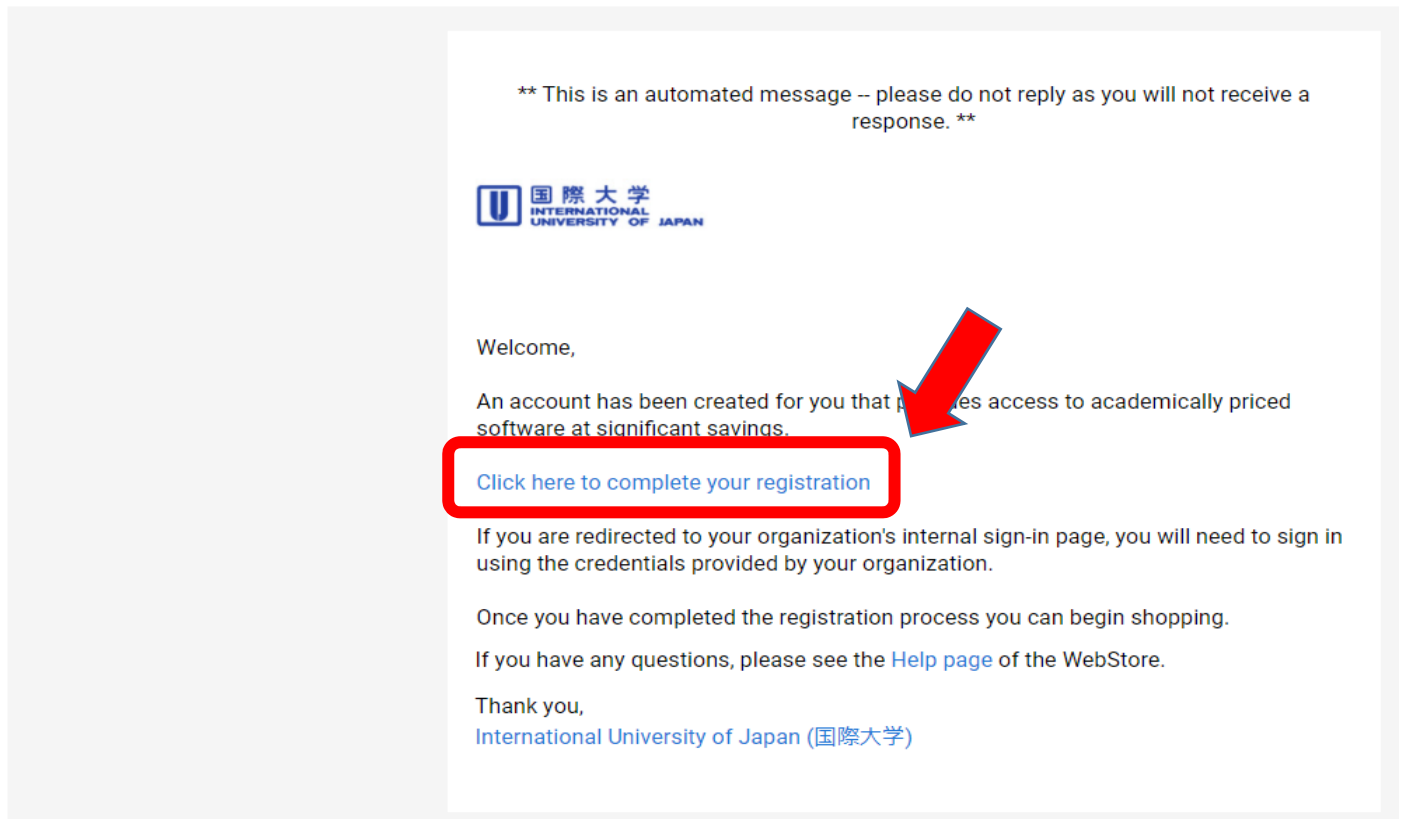 ** This is an automated message -- please do not reply as you will not receive a
response. **
国際大学
INTERNATIONAL
UNIVERSITY OF JAPAN
Welcome,
An account has been created for you that p es access to academically priced
software at significant savings.
Click here to complete your registration
If you are redirected to your organization's internal sign-in page, you will need to sign in
using the credentials provided by your organization.
Once you have completed the registration process you can begin shopping.
If you have any questions, please see the Help page of the WebStore.
Thank you,
International University of Japan (国際大学)